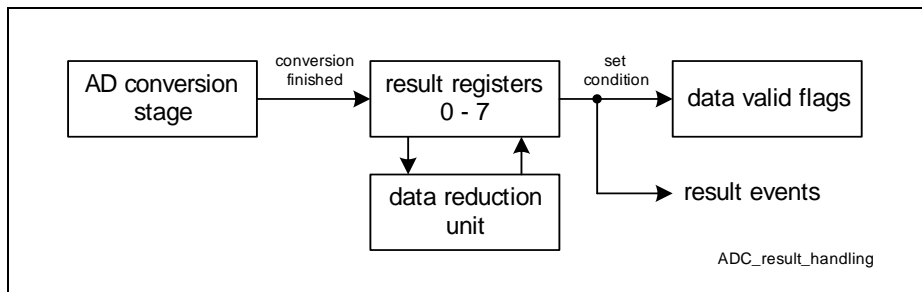 AD conversion
stage
conversion
finished
result registers
0 - 7
set
condition
data valid flags
data reduction
unit
result events
ADC_result_handling